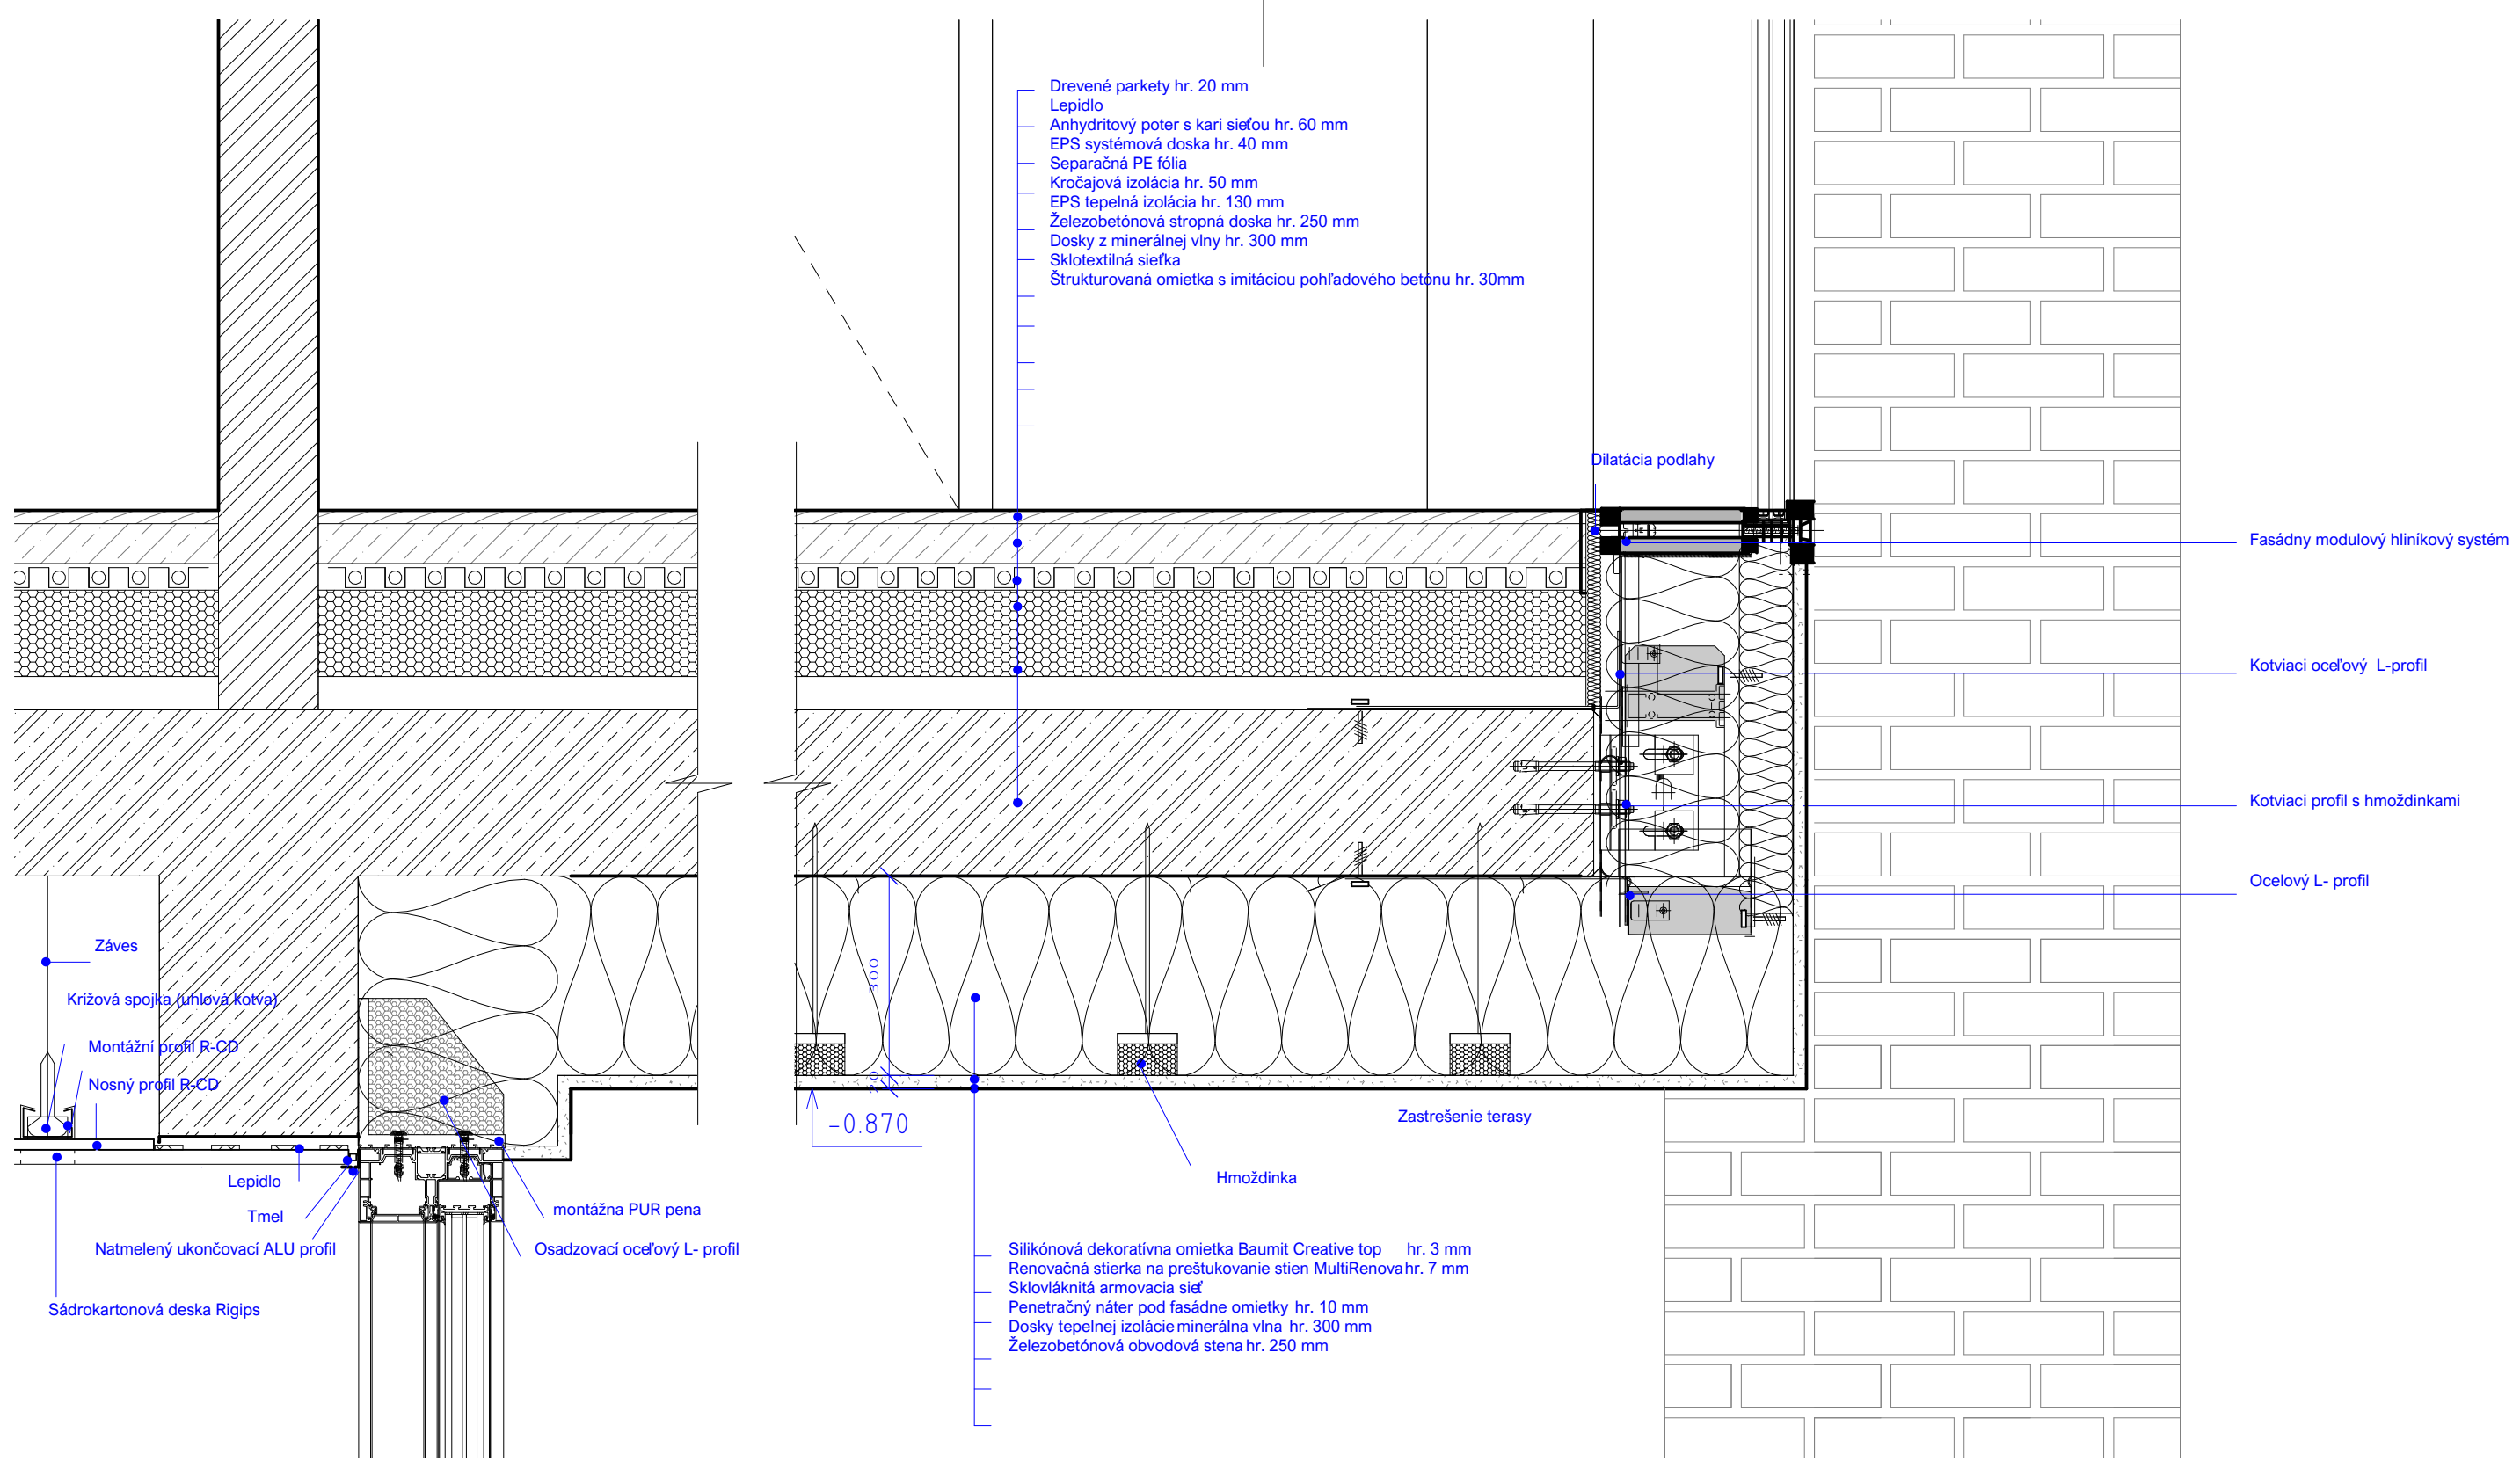 Drevené parkety hr. 20 mm
Lepidlo
Anhydritový poter s kari sieťou hr. 60 mm
EPS systémová doska hr. 40 mm
Separačná PE fólia
Kročajová izolácia hr. 50 mm
EPS tepelná izolácia hr. 130 mm
Železobetónová stropná doska hr. 250 mm
Dosky z minerálnej vlny hr. 300 mm
Sklotextilná sieťka
Štrukturovaná omietka s imitáciou pohľadového betónu hr. 30mm
Dilatácia podlahy
Fasádny modulový hliníkový systém
Kotviaci oceľový L-profil
Kotviaci profil s hmoždinkami
Ocelový L- profil
Záves
Krížová spojka (uhlová kotva)
Montážní profil R-CD
Nosný profil R-CD
300
20
-0.870
Zastrešenie terasy
Hmoždinka
Lepidlo
Tmel
montážna PUR pena
Natmelený ukončovací ALU profil
Osadzovací oceľový L- profil
Sádrokartonová deska Rigips
Silikónová dekoratívna omietka Baumit Creative top hr. 3 mm
Renovačná stierka na preštukovanie stien MultiRenova hr. 7 mm
Sklovláknitá armovacia sieť
Penetračný náter pod fasádne omietky hr. 10 mm
Dosky tepelnej izolácie minerálna vlna hr. 300 mm
Železobetónová obvodová stena hr. 250 mm